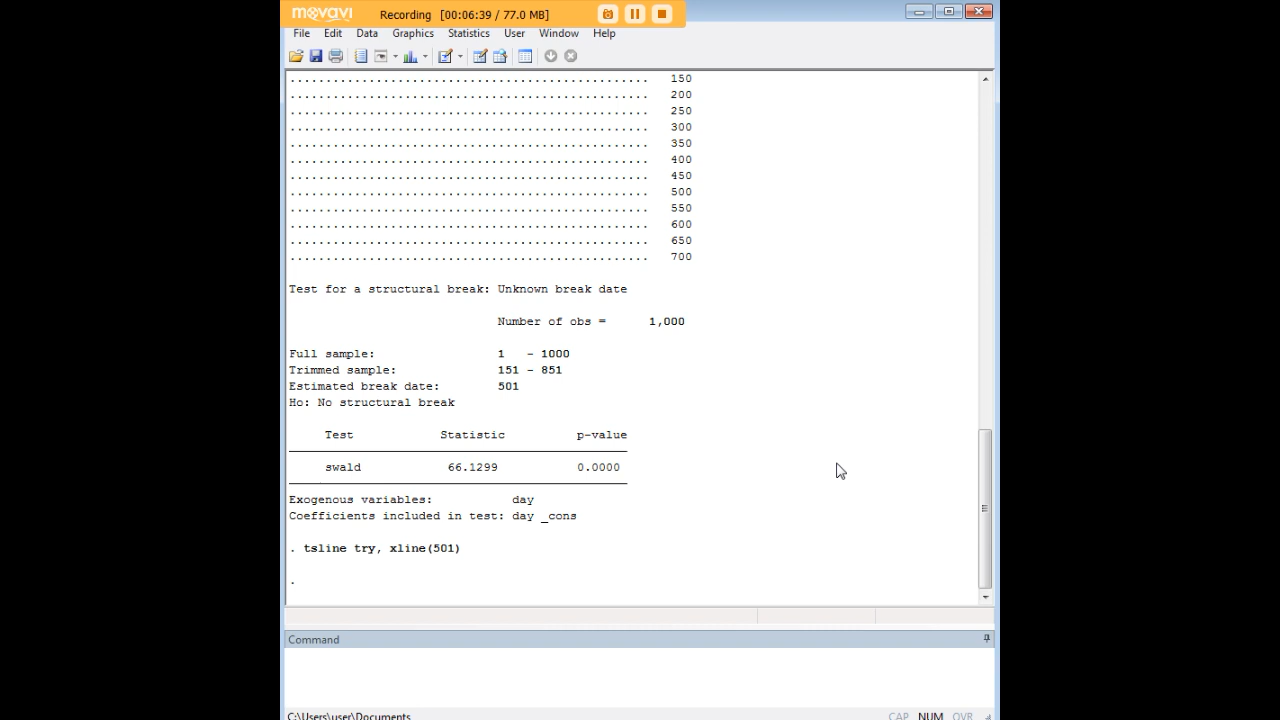 movavi Recording [00:06:39 / 77.0 MB]
File Edit Data Graphics Statistics User Window Help
.................................................. 150
.................................................. 200
.................................................. 250
.................................................. 300
.................................................. 350
.................................................. 400
.................................................. 450
.................................................. 500
.................................................. 550
.................................................. 600
.................................................. 650
.................................................. 700
Test for a structural break: Unknown break date
Number of obs = 1,000
Full sample: 1 - 1000
Trimmed sample: 151 - 851
Estimated break date: 501
Ho: No structural break
Test Statistic p-value
swald 66.1299 0.0000
Exogenous variables: day
Coefficients included in test: day _cons
. tsline try, xline(501)
.
Command
C:\Users\user\Documents CAP NUM OVR